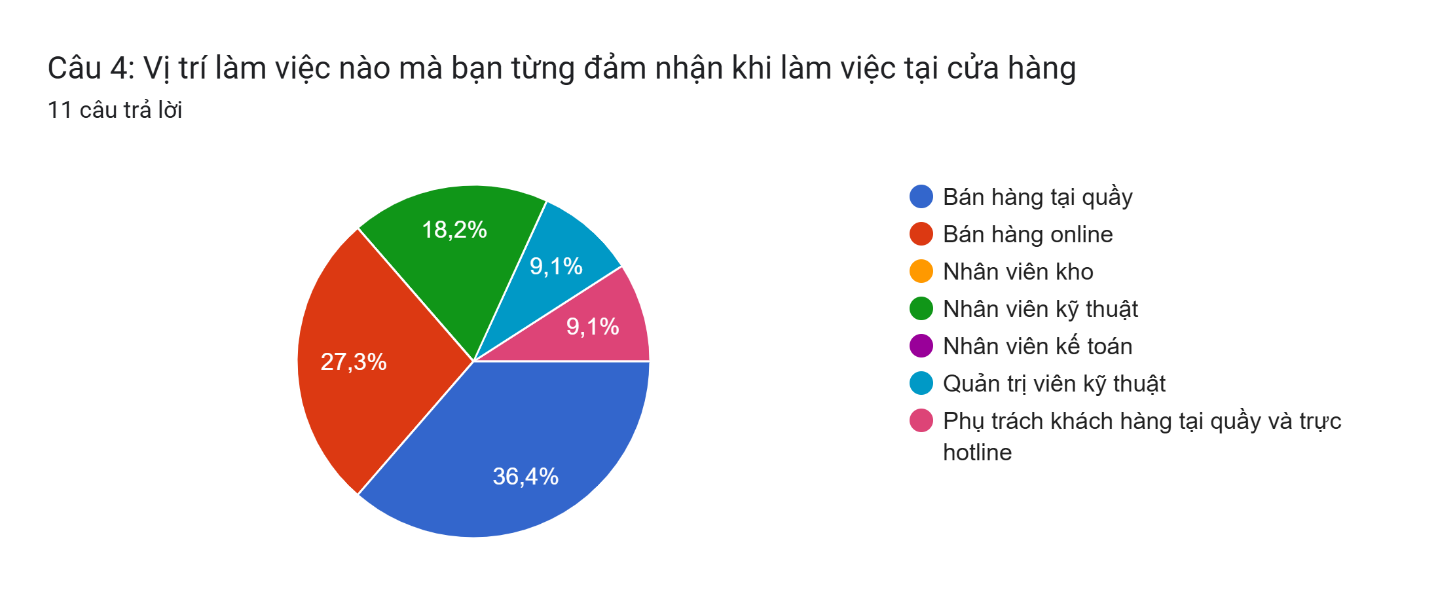 Câu 4: Vị trí làm việc nào mà bạn từng đảm nhận khi làm việc tại cửa hàng
11 câu trả lời
18,2%
9,1%
9,1%
27,3%
36,4%
Bán hàng tại quầy
Bán hàng online
Nhân viên kho
Nhân viên kỹ thuật
Nhân viên kế toán
Quản trị viên kỹ thuật
Phụ trách khách hàng tại quầy và trực
hotline